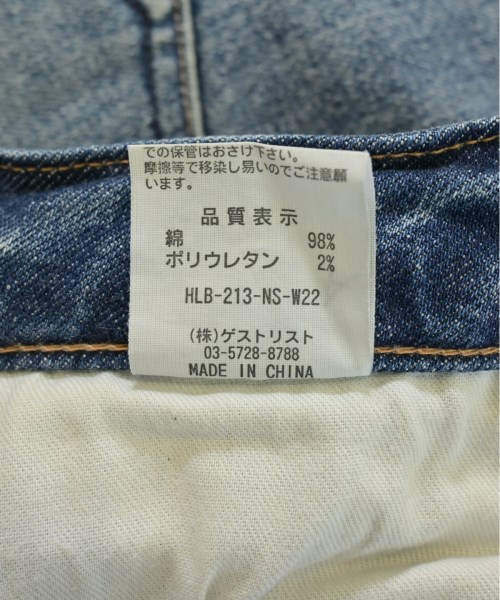 での保管はおさけ下さい。
摩擦等で移染し易いのでご注意願
います。
品質表示
綿 98%
ポリウレタン 2%
HLB-213-NS-W22
(株)ゲストリスト
03-5728-8788
MADE IN CHINA